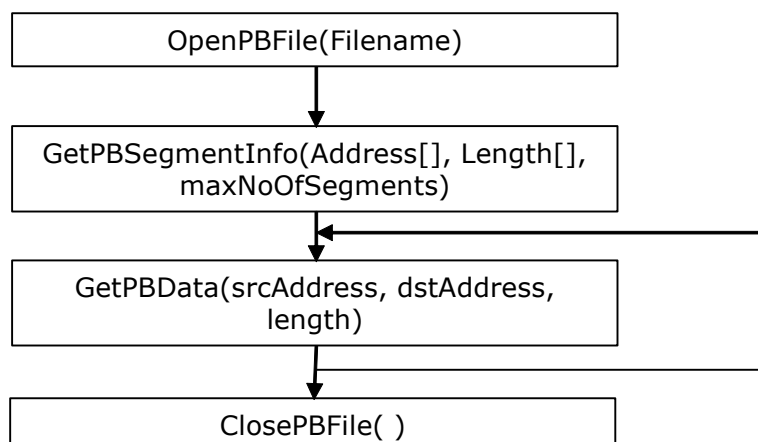 OpenPBFile(Filename)
GetPBSegmentInfo(Address[], Length[],
maxNoOfSegments)
GetPBData(srcAddress, dstAddress,
length)
ClosePBFile( )